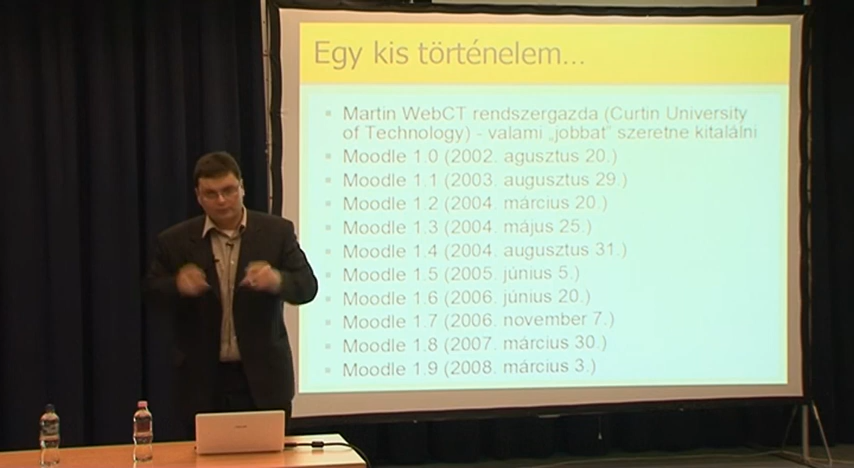 Egy kis történelem...
Martin WebCT rendszergazda (Curtin University
of Technology) - valami „jobbat" szeretne kitalálni
Moodle 1.0 (2002. agusztus 20.)
Moodle 1.1 (2003. augusztus 29.)
Moodle 1.2 (2004. március 20.)
Moodle 1.3 (2004. május 25.)
Moodle 1.4 (2004. augusztus 31.)
Moodle 1.5 (2005. június 5.)
Moodle 1.6 (2006. június 20.)
Moodle 1.7 (2006. november 7.)
Moodle 1.8 (2007. március 30.)
Moodle 1.9 (2008. március 3.)